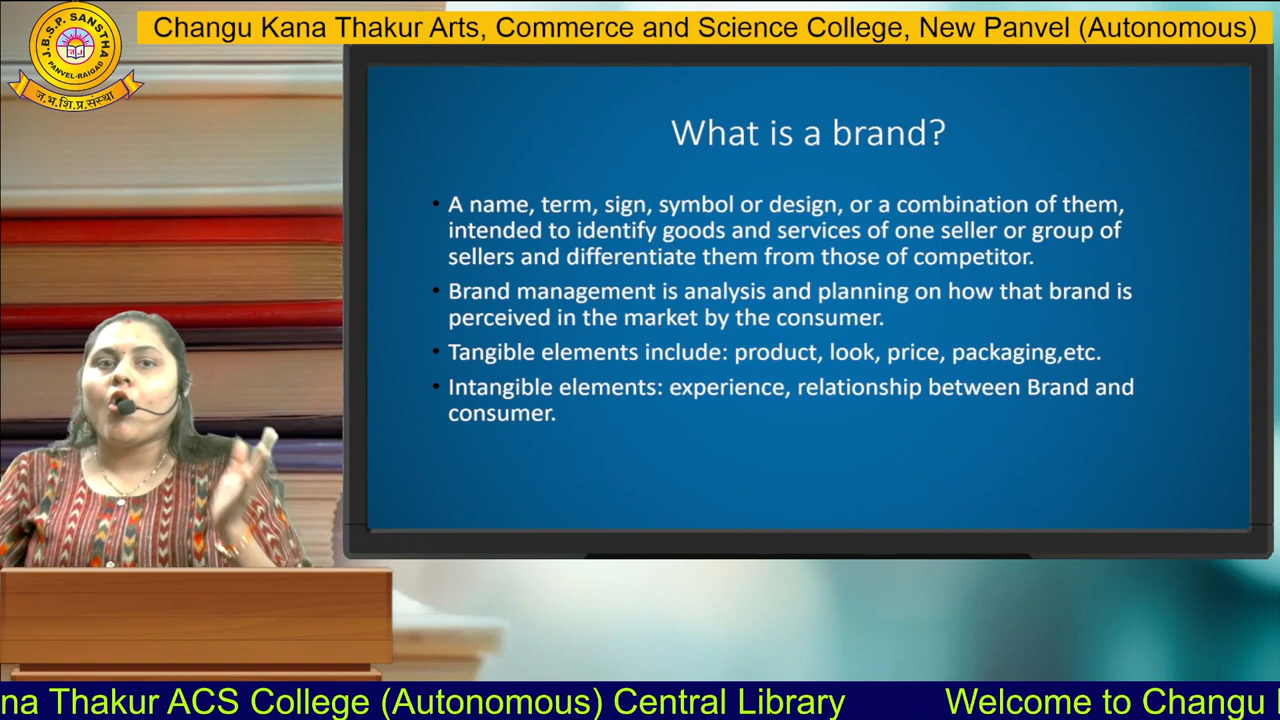 J.B.S.P. SANSTHA
PANVEL-RAIGAD
ज.भ.शि.प्र.संस्था
Changu Kana Thakur Arts, Commerce and Science College, New Panvel (Autonomous)
What is a brand?
• A name, term, sign, symbol or design, or a combination of them,
intended to identify goods and services of one seller or group of
sellers and differentiate them from those of competitor.
• Brand management is analysis and planning on how that brand is
perceived in the market by the consumer.
• Tangible elements include: product, look, price, packaging,etc.
• Intangible elements: experience, relationship between Brand and
consumer.
na Thakur ACS College (Autonomous) Central Library Welcome to Changu